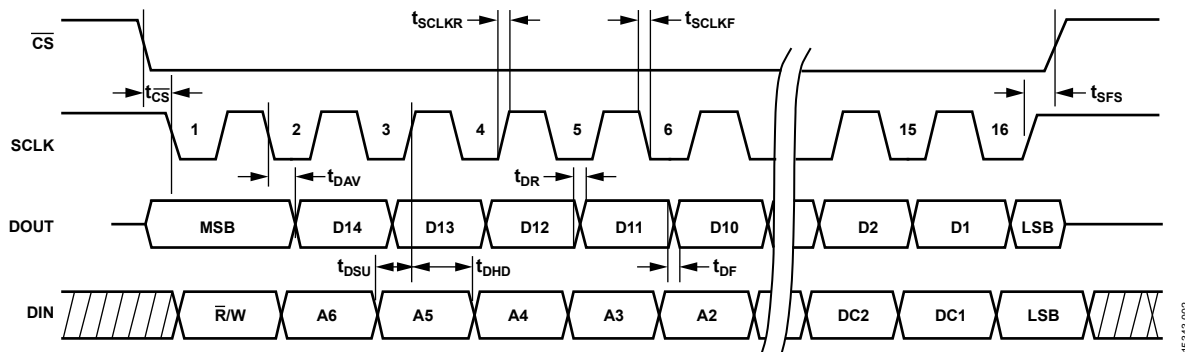 tSCLKR tSCLKF
CS
tCS tSFS
1 2 3 4 5 6 15 16
SCLK
tDAV tDR
DOUT MSB D14 D13 D12 D11 D10 D2 D1 LSB
tDSU tDHD tDF
DIN R/W A6 A5 A4 A3 A2 DC2 DC1 LSB